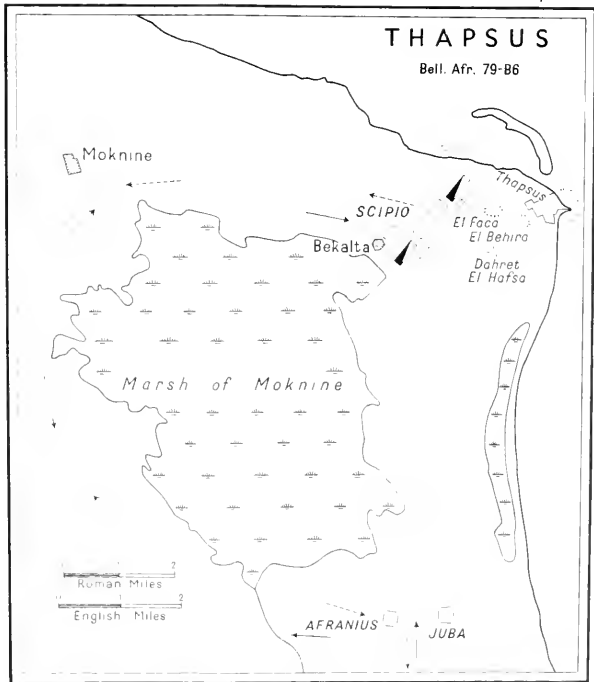 THAPSUS
Bell. Afr. 79-86
Moknine
Thapsus
SCIPIO
El Faca
El Behira
Bekalta
Dahret
El Hafsa
Marsh of Moknine
2
Roman Miles
2
English Miles
AFRANIUS
JUBA